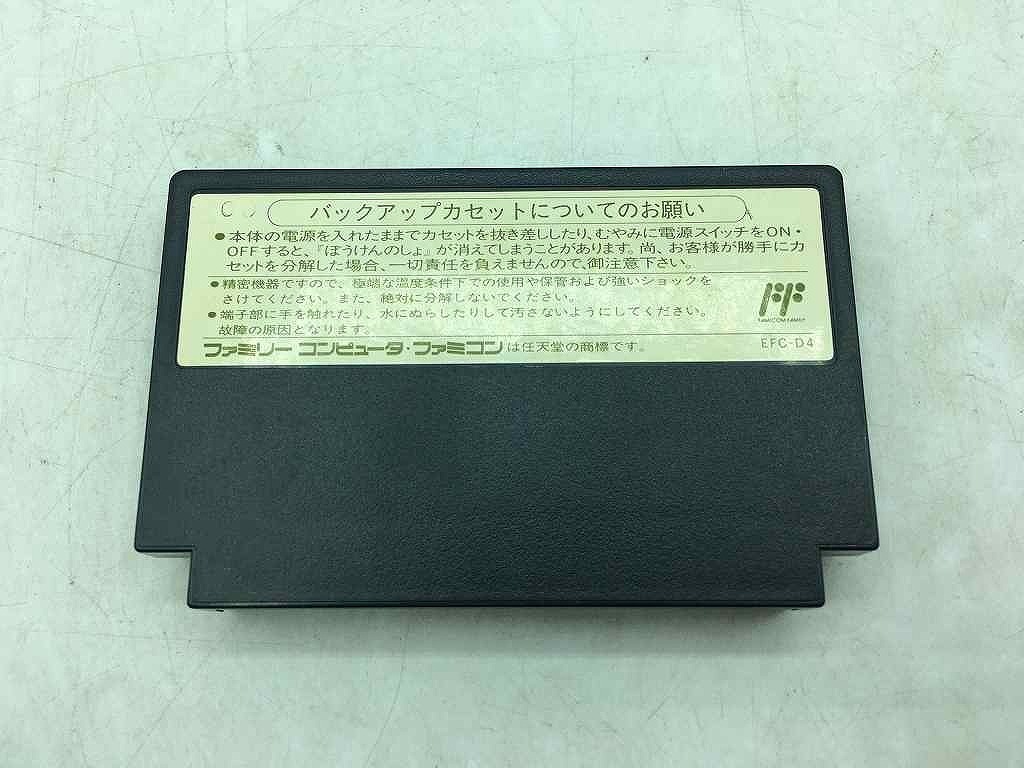 バックアップカセットについてのお願い
●本体の電源を入れたままでカセットを抜き差ししたり、むやみに電源スイッチをON・
OFFすると、『ぼうけんのしょ』が消えてしまうことがあります。尚、お客様が勝手にカ
セットを分解した場合、一切責任を負えませんので、御注意下さい。
●精密機器ですので、極端な温度条件下での使用や保管および強いショックを
さけてください。また、絶対に分解しないでください。
●端子部に手を触れたり、水にぬらしたりして汚さないようにしてください。
故障の原因となります。
FAMICOM FAMILY
ファミリーコンピュータ・ファミコンは任天堂の商標です。
EFC-D4